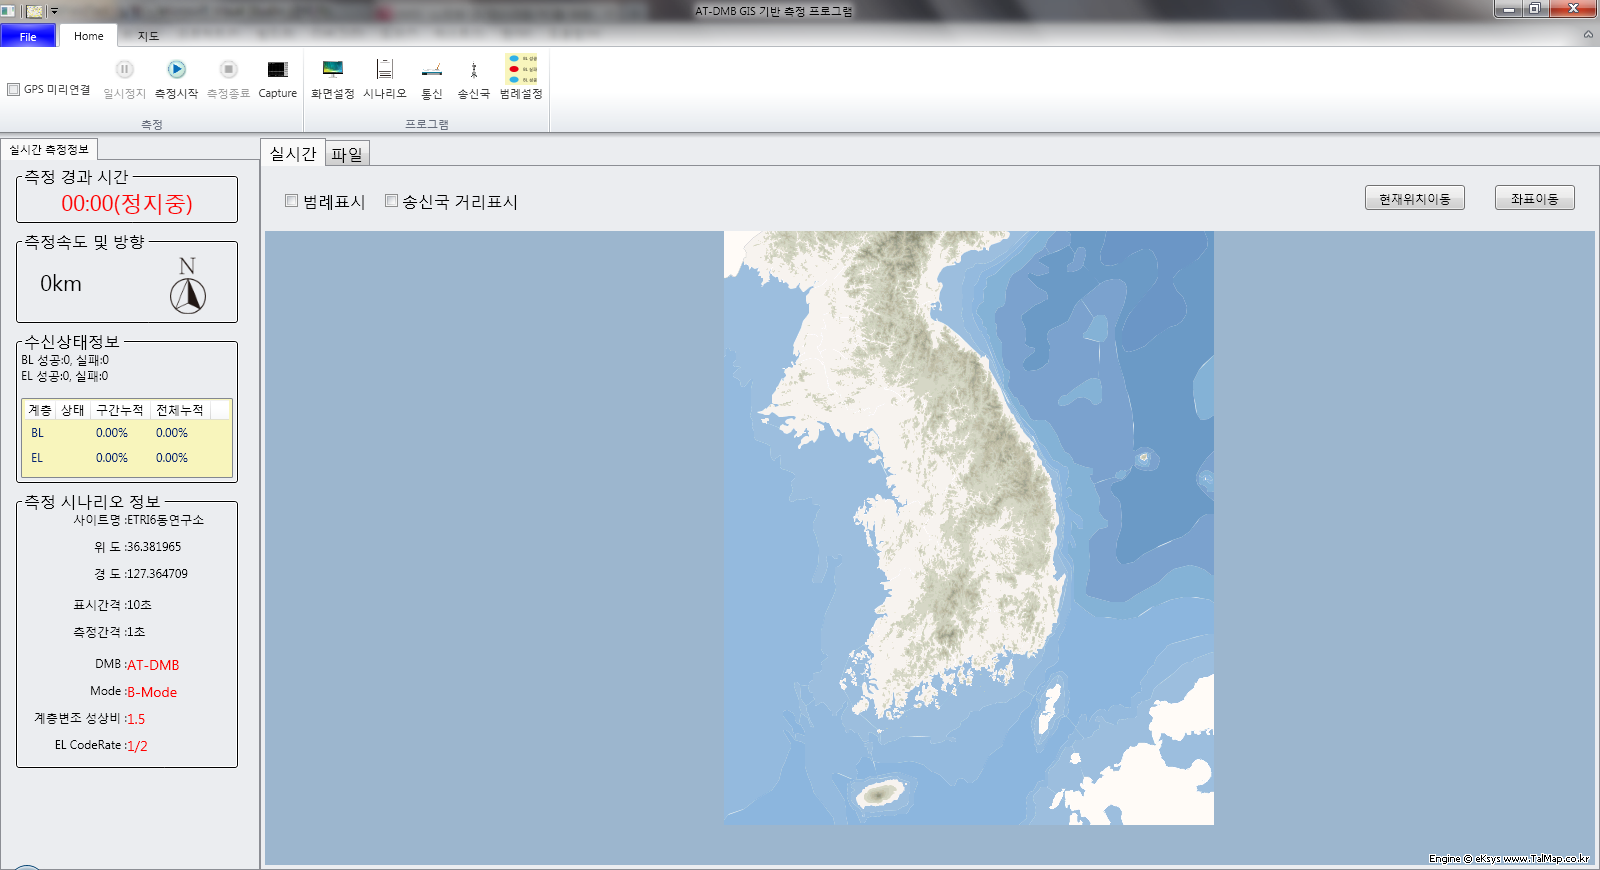 AT-DMB GIS 기반 측정 프로그램
File Home 지도
GPS 미리연결 일시정지 측정시작 측정종료 Capture 화면설정 시나리오 통신 송신국 범례설정
측정 프로그램
실시간 측정정보
실시간 파일
측정 경과 시간
00:00(정지중)
범례표시 송신국 거리표시 현재위치이동 좌표이동
측정속도 및 방향
N
0km
수신상태정보
BL 성공:0, 실패:0
EL 성공:0, 실패:0
계층 상태 구간누적 전체누적
BL 0.00% 0.00%
EL 0.00% 0.00%
측정 시나리오 정보
사이트명 :ETRI6동연구소
위 도 :36.381965
경 도 :127.364709
표시간격 :10초
측정간격 :1초
DMB :AT-DMB
Mode :B-Mode
계층변조 성상비 :1.5
EL CodeRate :1/2
Engine © eKsys www.TalMap.co.kr